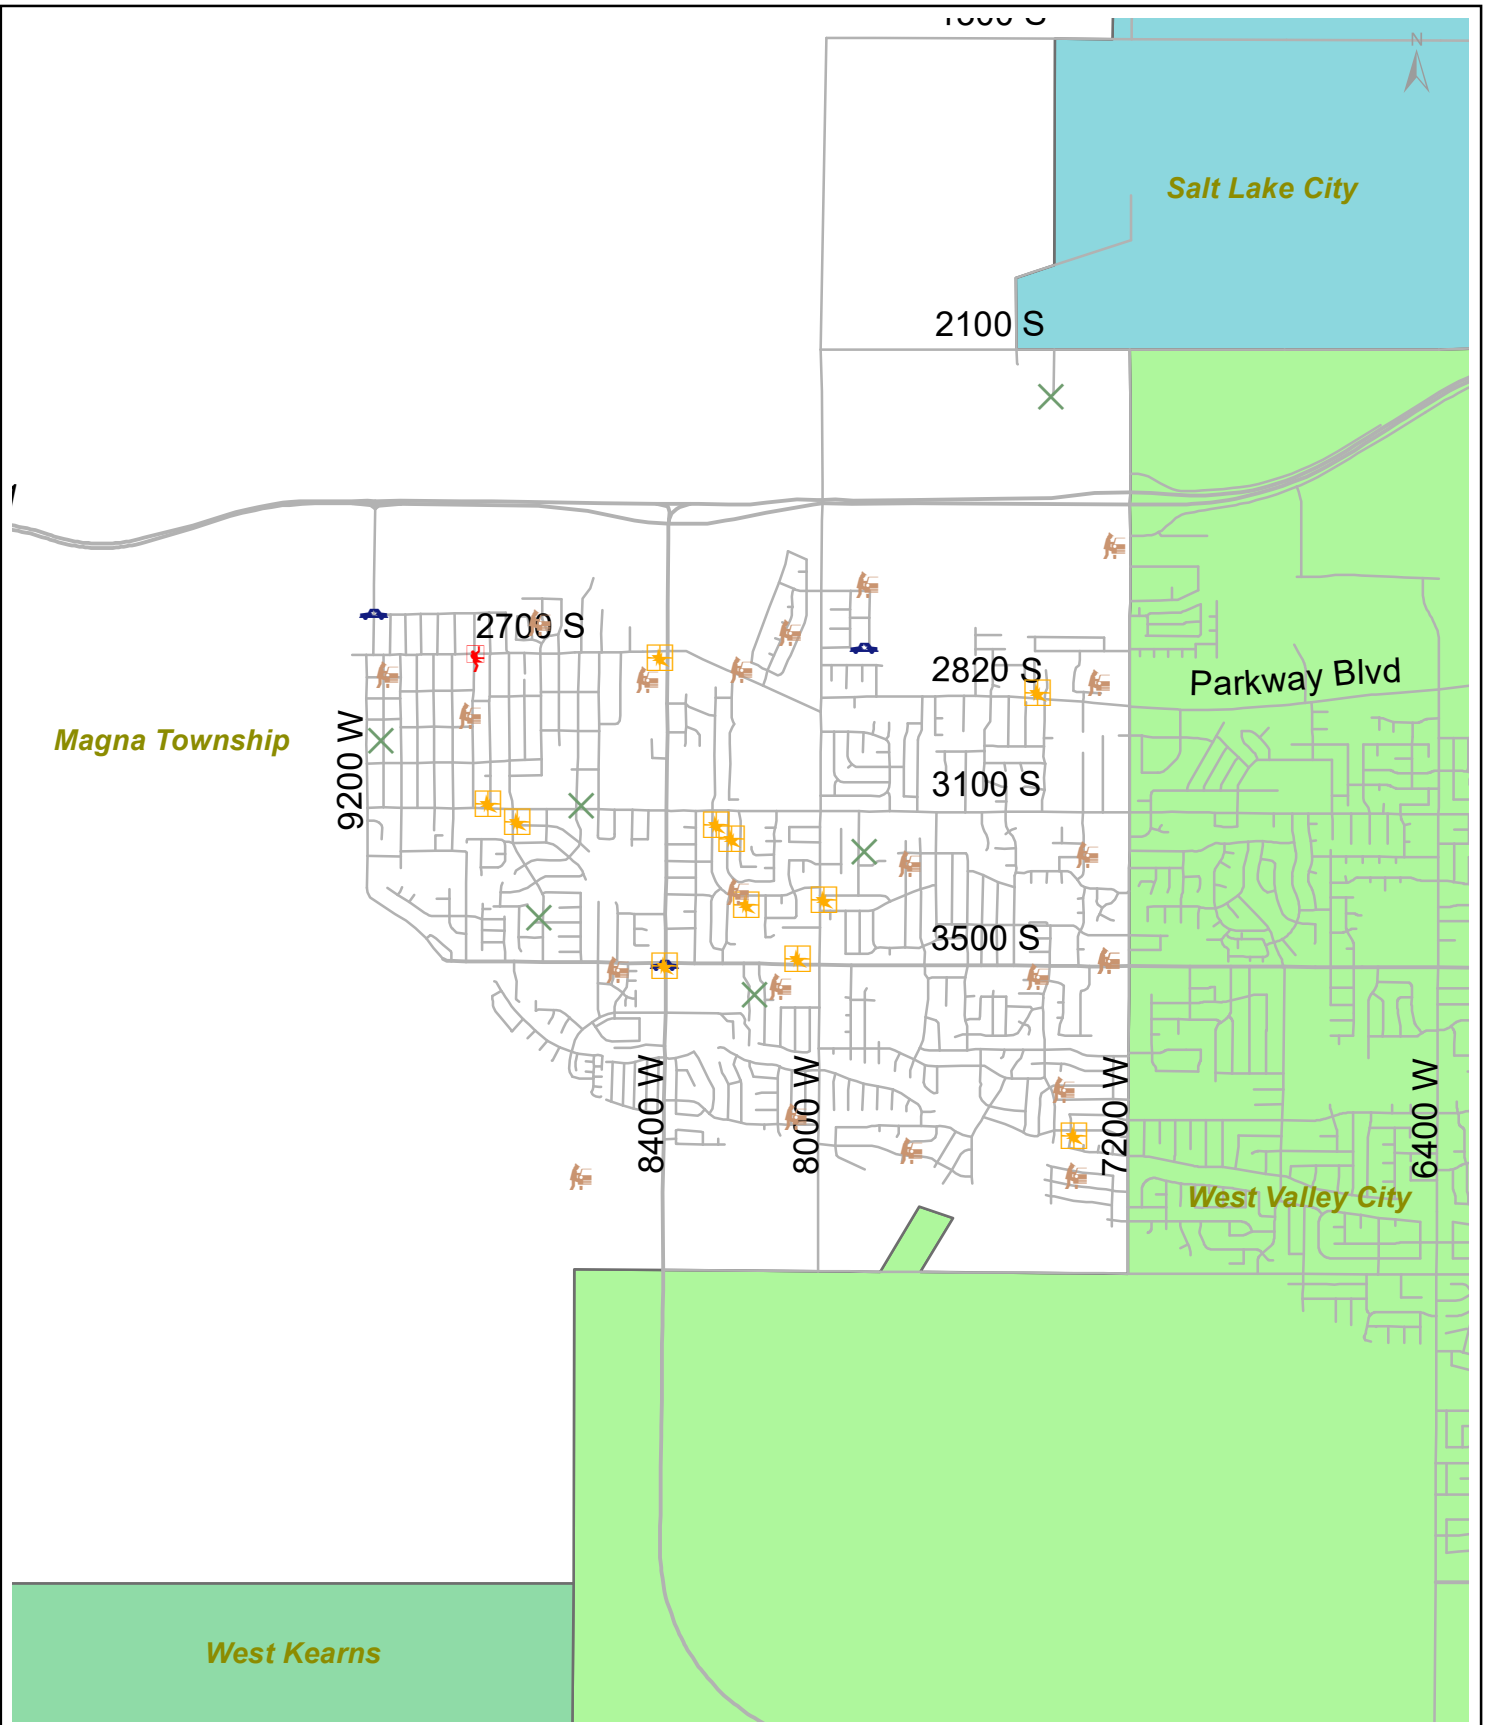 N
Salt Lake City
2100 S
2700 S
2820 S
Parkway Blvd
Magna Township
9200 W
3100 S
3500 S
8400 W
8000 W
7200 W
6400 W
West Valley City
West Kearns